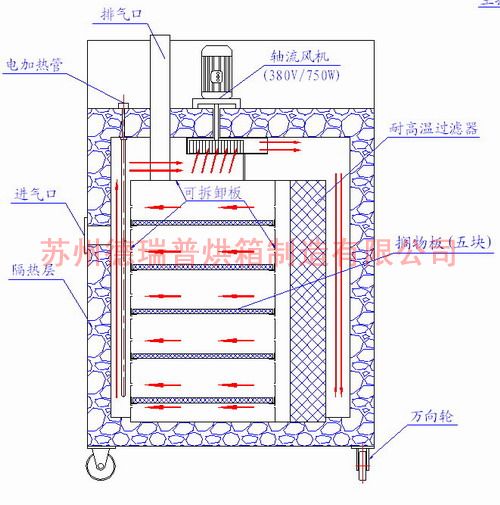 排气口
轴流风机
(380V/750W)
电加热管
耐高温过滤器
进气口
可拆卸板
苏州德瑞普烘箱制造有限公司
搁物板(五块)
隔热层
万向轮